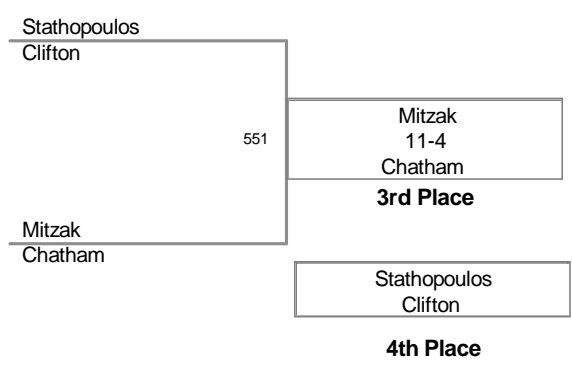 Stathopoulos
Clifton
551
Mitzak
11-4
Chatham
3rd Place
Mitzak
Chatham
Stathopoulos
Clifton
4th Place